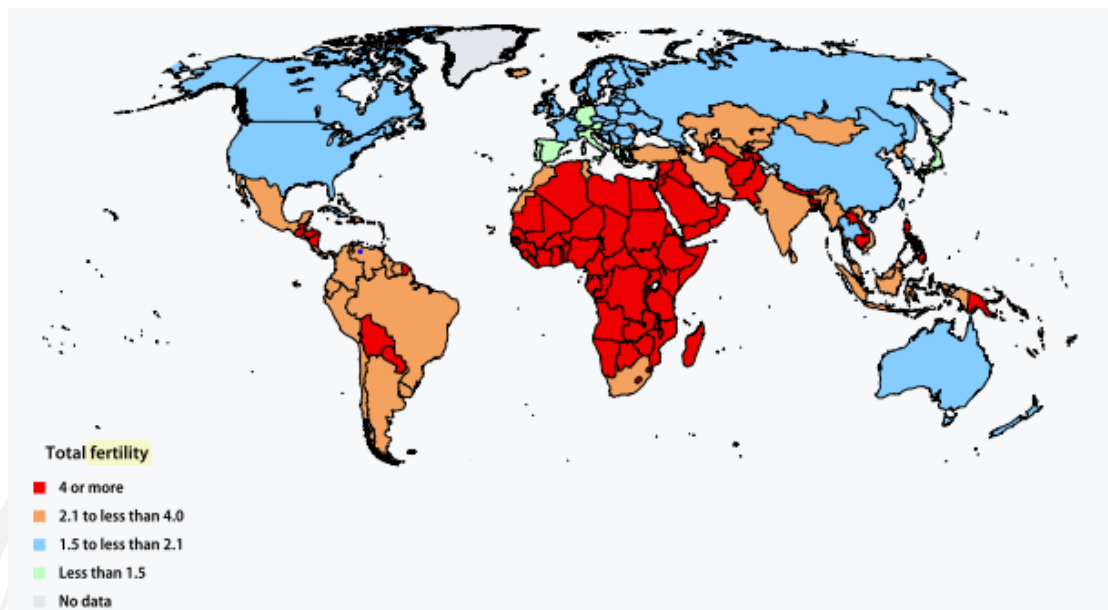 Total fertility
4 or more
2.1 to less than 4.0
1.5 to less than 2.1
Less than 1.5
No data